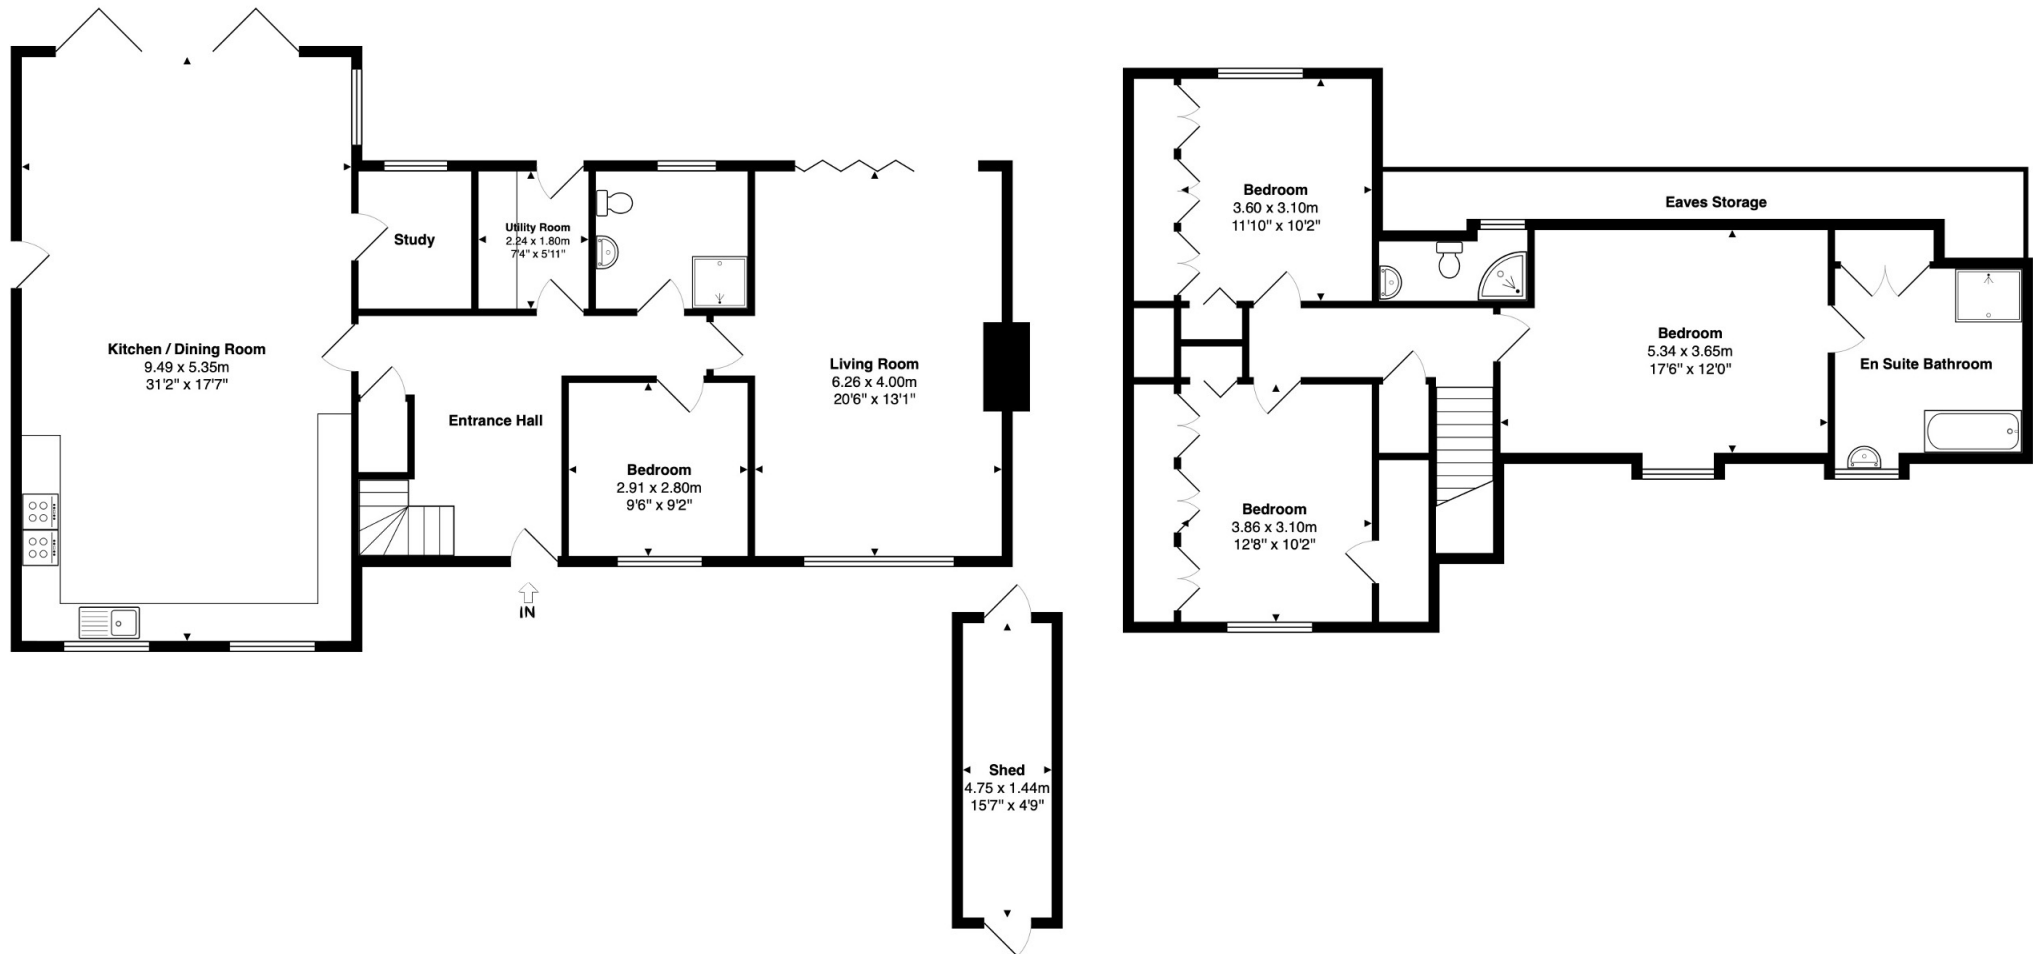 Kitchen / Dining Room
9.49 x 5.35m
31'2" x 17'7"
Study
Utility Room
2.24 x 1.80m
7'4" x 5'11"
Entrance Hall
Bedroom
2.91 x 2.80m
9'6" x 9'2"
Living Room
6.26 x 4.00m
20'6" x 13'1"
IN
Shed
4.75 x 1.44m
15'7" x 4'9"
Bedroom
3.60 x 3.10m
11'10" x 10'2"
Eaves Storage
Bedroom
5.34 x 3.65m
17'6" x 12'0"
En Suite Bathroom
Bedroom
3.86 x 3.10m
12'8" x 10'2"